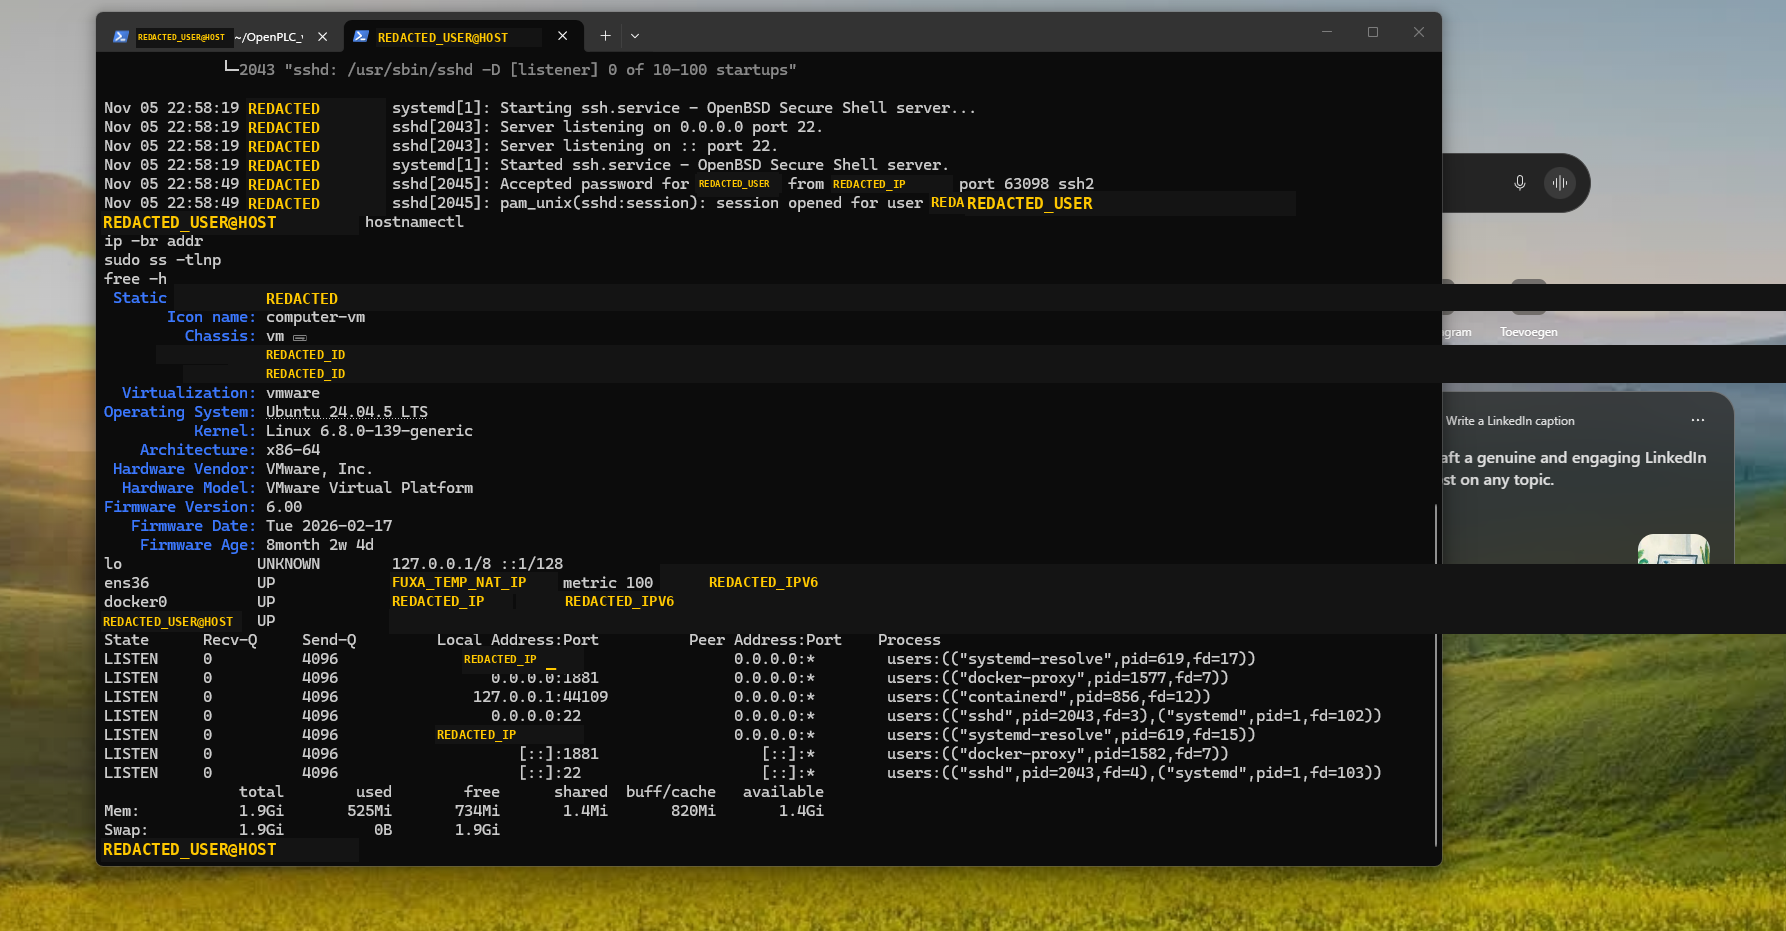 REDACTED_USER@HOST ~/OpenPLC_
REDACTED_USER@HOST
└─2043 "sshd: /usr/sbin/sshd -D [listener] 0 of 10-100 startups"
Nov 05 22:58:19 REDACTED systemd[1]: Starting ssh.service - OpenBSD Secure Shell server...
Nov 05 22:58:19 REDACTED sshd[2043]: Server listening on 0.0.0.0 port 22.
Nov 05 22:58:19 REDACTED sshd[2043]: Server listening on :: port 22.
Nov 05 22:58:19 REDACTED systemd[1]: Started ssh.service - OpenBSD Secure Shell server.
Nov 05 22:58:49 REDACTED sshd[2045]: Accepted password for REDACTED_USER from REDACTED_IP port 63098 ssh2
Nov 05 22:58:49 REDACTED sshd[2045]: pam_unix(sshd:session): session opened for user REDAREDACTED_USER
REDACTED_USER@HOST hostnamectl
ip -br addr
sudo ss -tlnp
free -h
Static REDACTED
Icon name: computer-vm
Chassis: vm
REDACTED_ID
REDACTED_ID
Virtualization: vmware
Operating System: Ubuntu 24.04.5 LTS
Kernel: Linux 6.8.0-139-generic
Architecture: x86-64
Hardware Vendor: VMware, Inc.
Hardware Model: VMware Virtual Platform
Firmware Version: 6.00
Firmware Date: Tue 2026-02-17
Firmware Age: 8month 2w 4d
lo UNKNOWN 127.0.0.1/8 ::1/128
ens36 UP FUXA_TEMP_NAT_IP metric 100 REDACTED_IPV6
docker0 UP REDACTED_IP REDACTED_IPV6
REDACTED_USER@HOST UP
State Recv-Q Send-Q Local Address:Port Peer Address:Port Process
LISTEN 0 4096 REDACTED_IP 0.0.0.0:* users:(("systemd-resolve",pid=619,fd=17))
LISTEN 0 4096 0.0.0.0:1881 0.0.0.0:* users:(("docker-proxy",pid=1577,fd=7))
LISTEN 0 4096 127.0.0.1:44109 0.0.0.0:* users:(("containerd",pid=856,fd=12))
LISTEN 0 4096 0.0.0.0:22 0.0.0.0:* users:(("sshd",pid=2043,fd=3),("systemd",pid=1,fd=102))
LISTEN 0 4096 REDACTED_IP 0.0.0.0:* users:(("systemd-resolve",pid=619,fd=15))
LISTEN 0 4096 [::]:1881 [::]:* users:(("docker-proxy",pid=1582,fd=7))
LISTEN 0 4096 [::]:22 [::]:* users:(("sshd",pid=2043,fd=4),("systemd",pid=1,fd=103))
total used free shared buff/cache available
Mem: 1.9Gi 525Mi 734Mi 1.4Mi 820Mi 1.4Gi
Swap: 1.9Gi 0B 1.9Gi
REDACTED_USER@HOST
gram Toevoegen
Write a LinkedIn caption
aft a genuine and engaging LinkedIn
st on any topic.